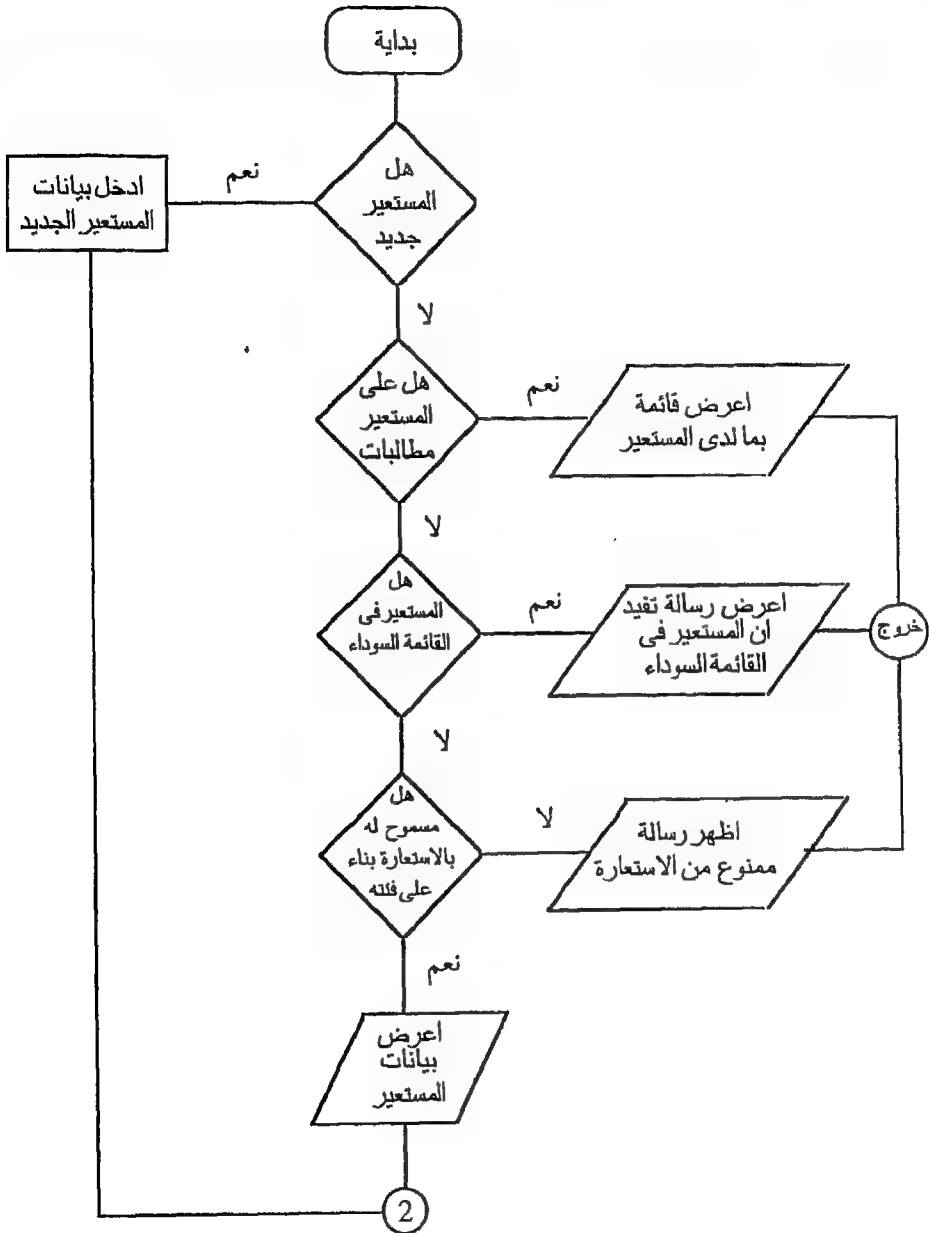 بداية
هل
المستعير
جديد
نعم
ادخل بيانات
المستعير الجديد
لا
هل على
المستعير
مطالبات
نعم
اعرض قائمة
بما لدى المستعير
لا
هل
المستعير فى
القائمة السوداء
نعم
اعرض رسالة تفيد
ان المستعير فى
القائمة السوداء
خروج
لا
هل
مسموح له
بالاستعارة بناء
على فئته
لا
اظهر رسالة
ممنوع من الاستعارة
نعم
اعرض
بيانات
المستعير
2